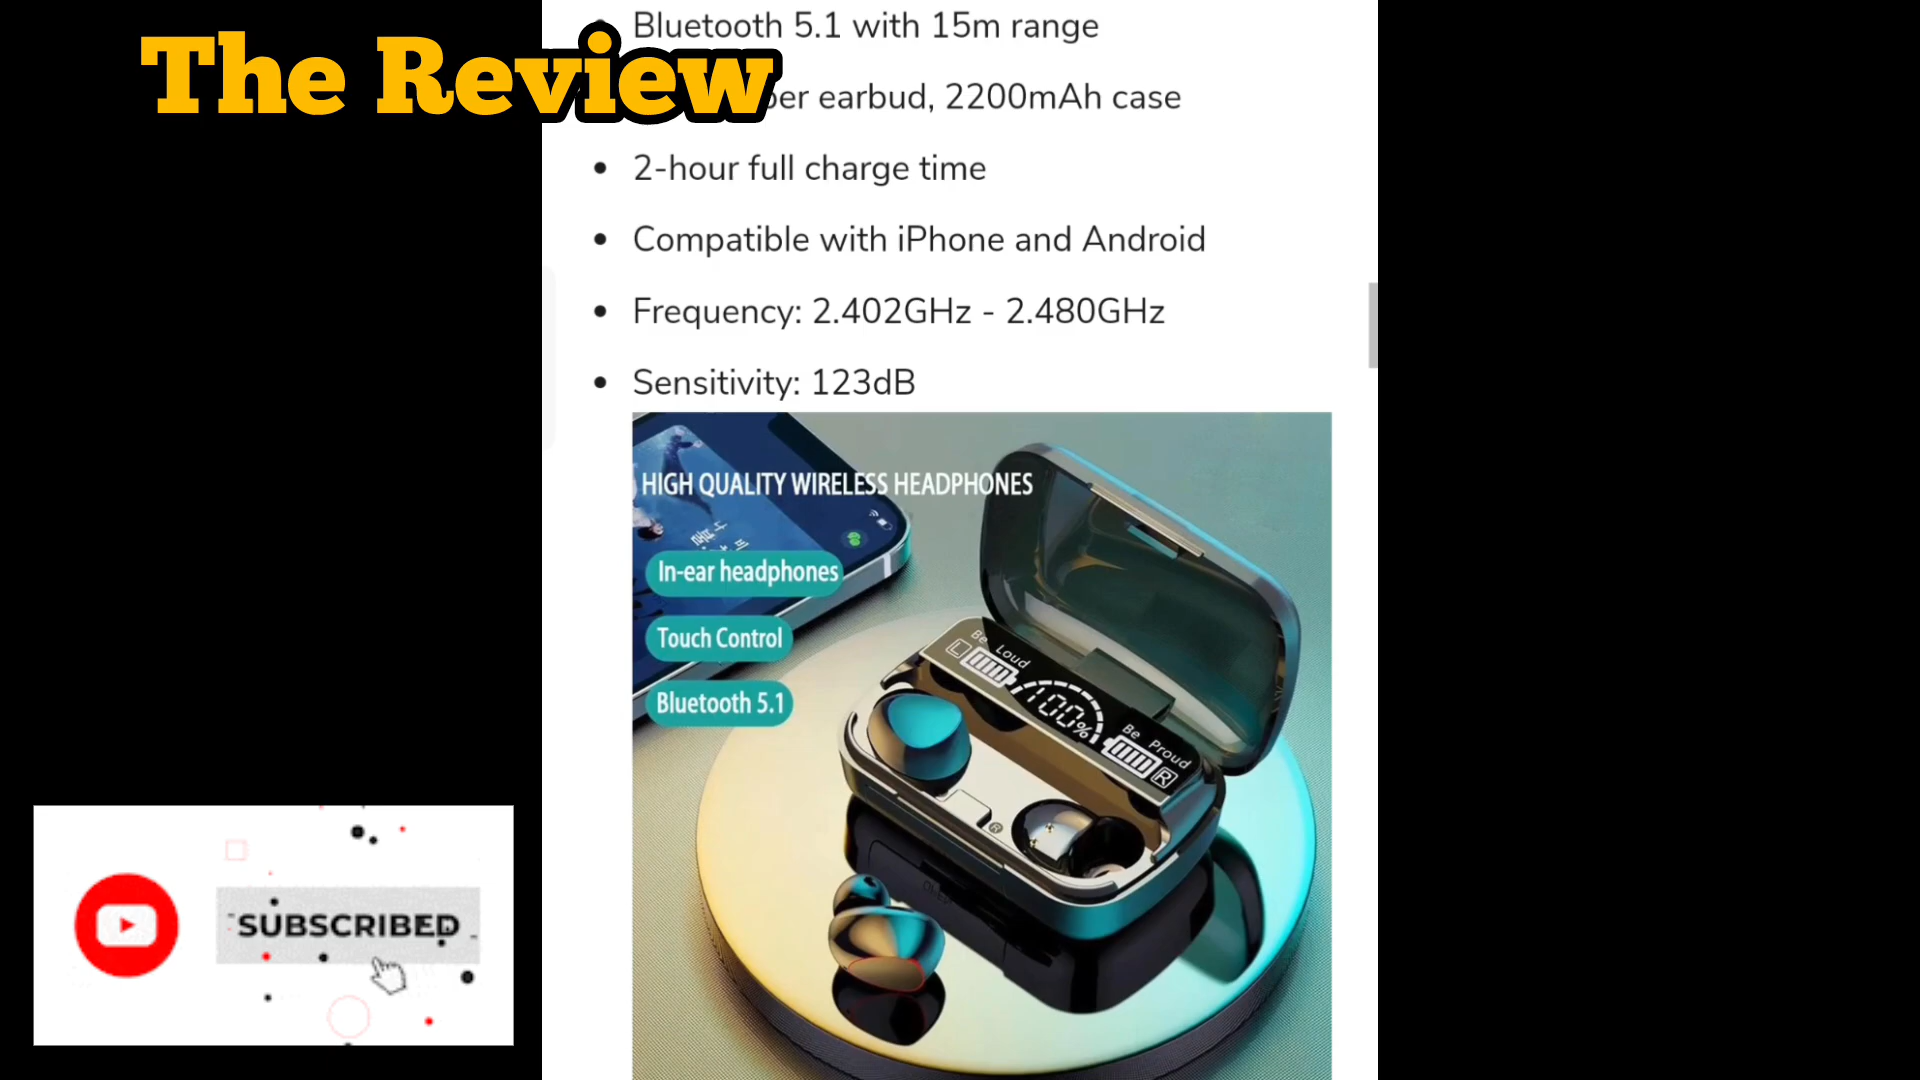 The Review
Bluetooth 5.1 with 15m range
per earbud, 2200mAh case
2-hour full charge time
Compatible with iPhone and Android
Frequency: 2.402GHz - 2.480GHz
Sensitivity: 123dB
HIGH QUALITY WIRELESS HEADPHONES
In-ear headphones
Touch Control
Bluetooth 5.1
Be Loud
L
100%
Be Proud
R
®
SUBSCRIBED